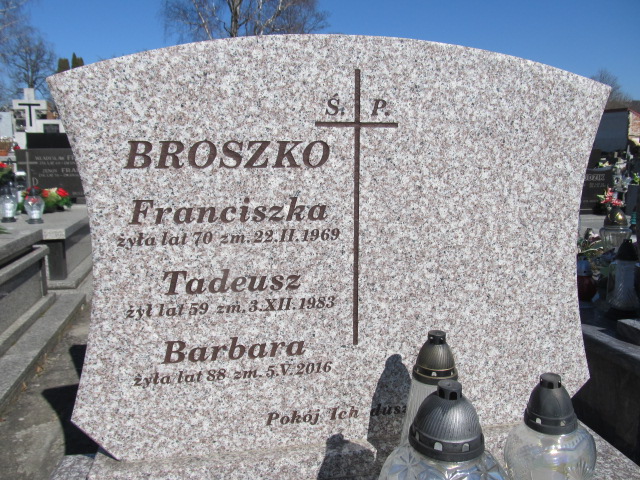 Ś. P.
BROSZKO
Franciszka
żyła lat 70 zm. 22.II.1969
Tadeusz
żył lat 59 zm. 3.XII.1983
Barbara
żyła lat 88 zm. 5.V.2016
Pokój Ich